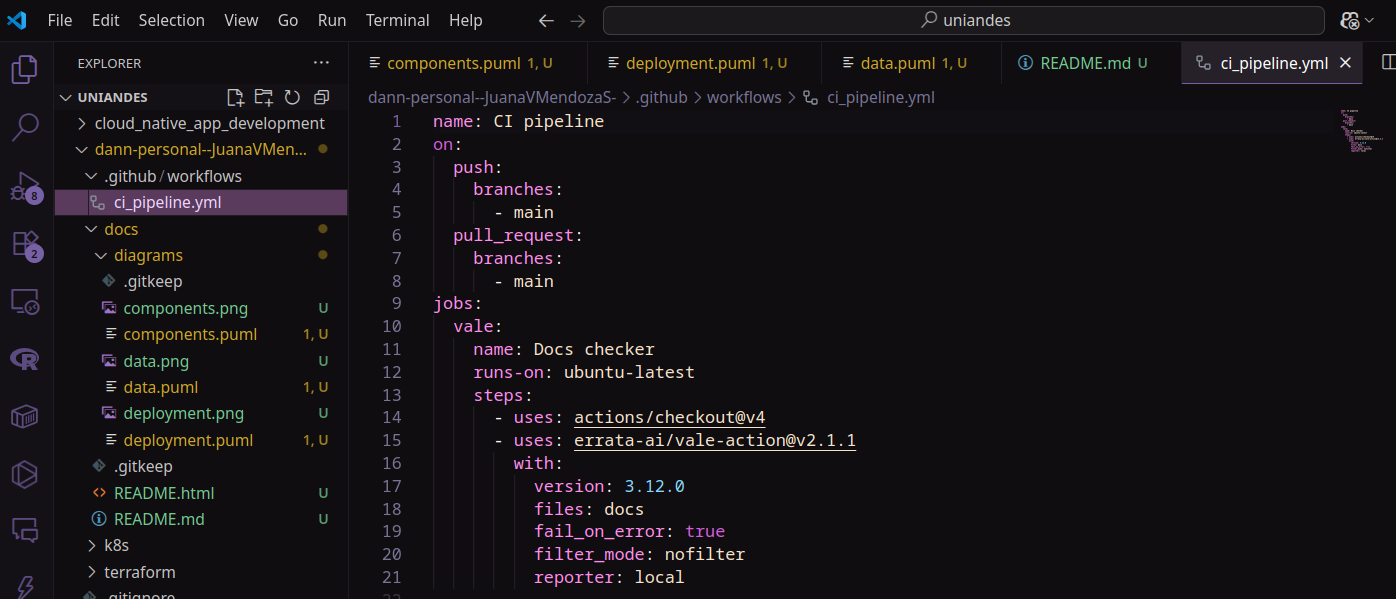 File Edit Selection View Go Run Terminal Help uniandes
EXPLORER
components.puml 1, U
deployment.puml 1, U
data.puml 1, U
README.md U
ci_pipeline.yml
UNIANDES
dann-personal--JuanaVMendozaS- > .github > workflows > ci_pipeline.yml
cloud_native_app_development
dann-personal--JuanaVMen...
.github / workflows
ci_pipeline.yml
docs
diagrams
.gitkeep
components.png U
components.puml 1, U
data.png U
data.puml 1, U
deployment.png U
deployment.puml 1, U
.gitkeep
README.html U
README.md U
k8s
terraform
.gitignore
8
2
1 name: CI pipeline
2 on:
3 push:
4 branches:
5 - main
6 pull_request:
7 branches:
8 - main
9 jobs:
10 vale:
11 name: Docs checker
12 runs-on: ubuntu-latest
13 steps:
14 - uses: actions/checkout@v4
15 - uses: errata-ai/vale-action@v2.1.1
16 with:
17 version: 3.12.0
18 files: docs
19 fail_on_error: true
20 filter_mode: nofilter
21 reporter: local